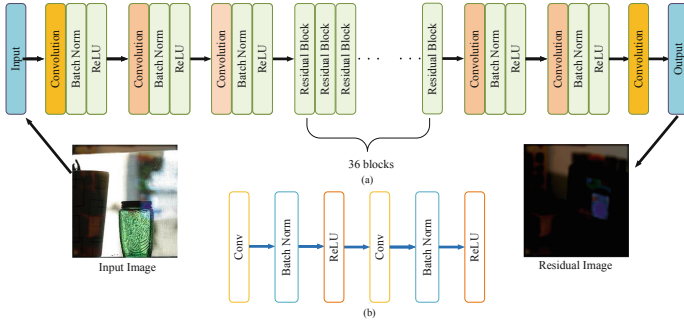 Input
Convolution
Batch Norm
ReLU
Convolution
Batch Norm
ReLU
Convolution
Batch Norm
ReLU
Residual Block
Residual Block
Residual Block
. . . . . .
Residual Block
Convolution
Batch Norm
ReLU
Convolution
Batch Norm
ReLU
Convolution
Output
36 blocks
(a)
Input Image
Conv
Batch Norm
ReLU
Conv
Batch Norm
ReLU
(b)
Residual Image